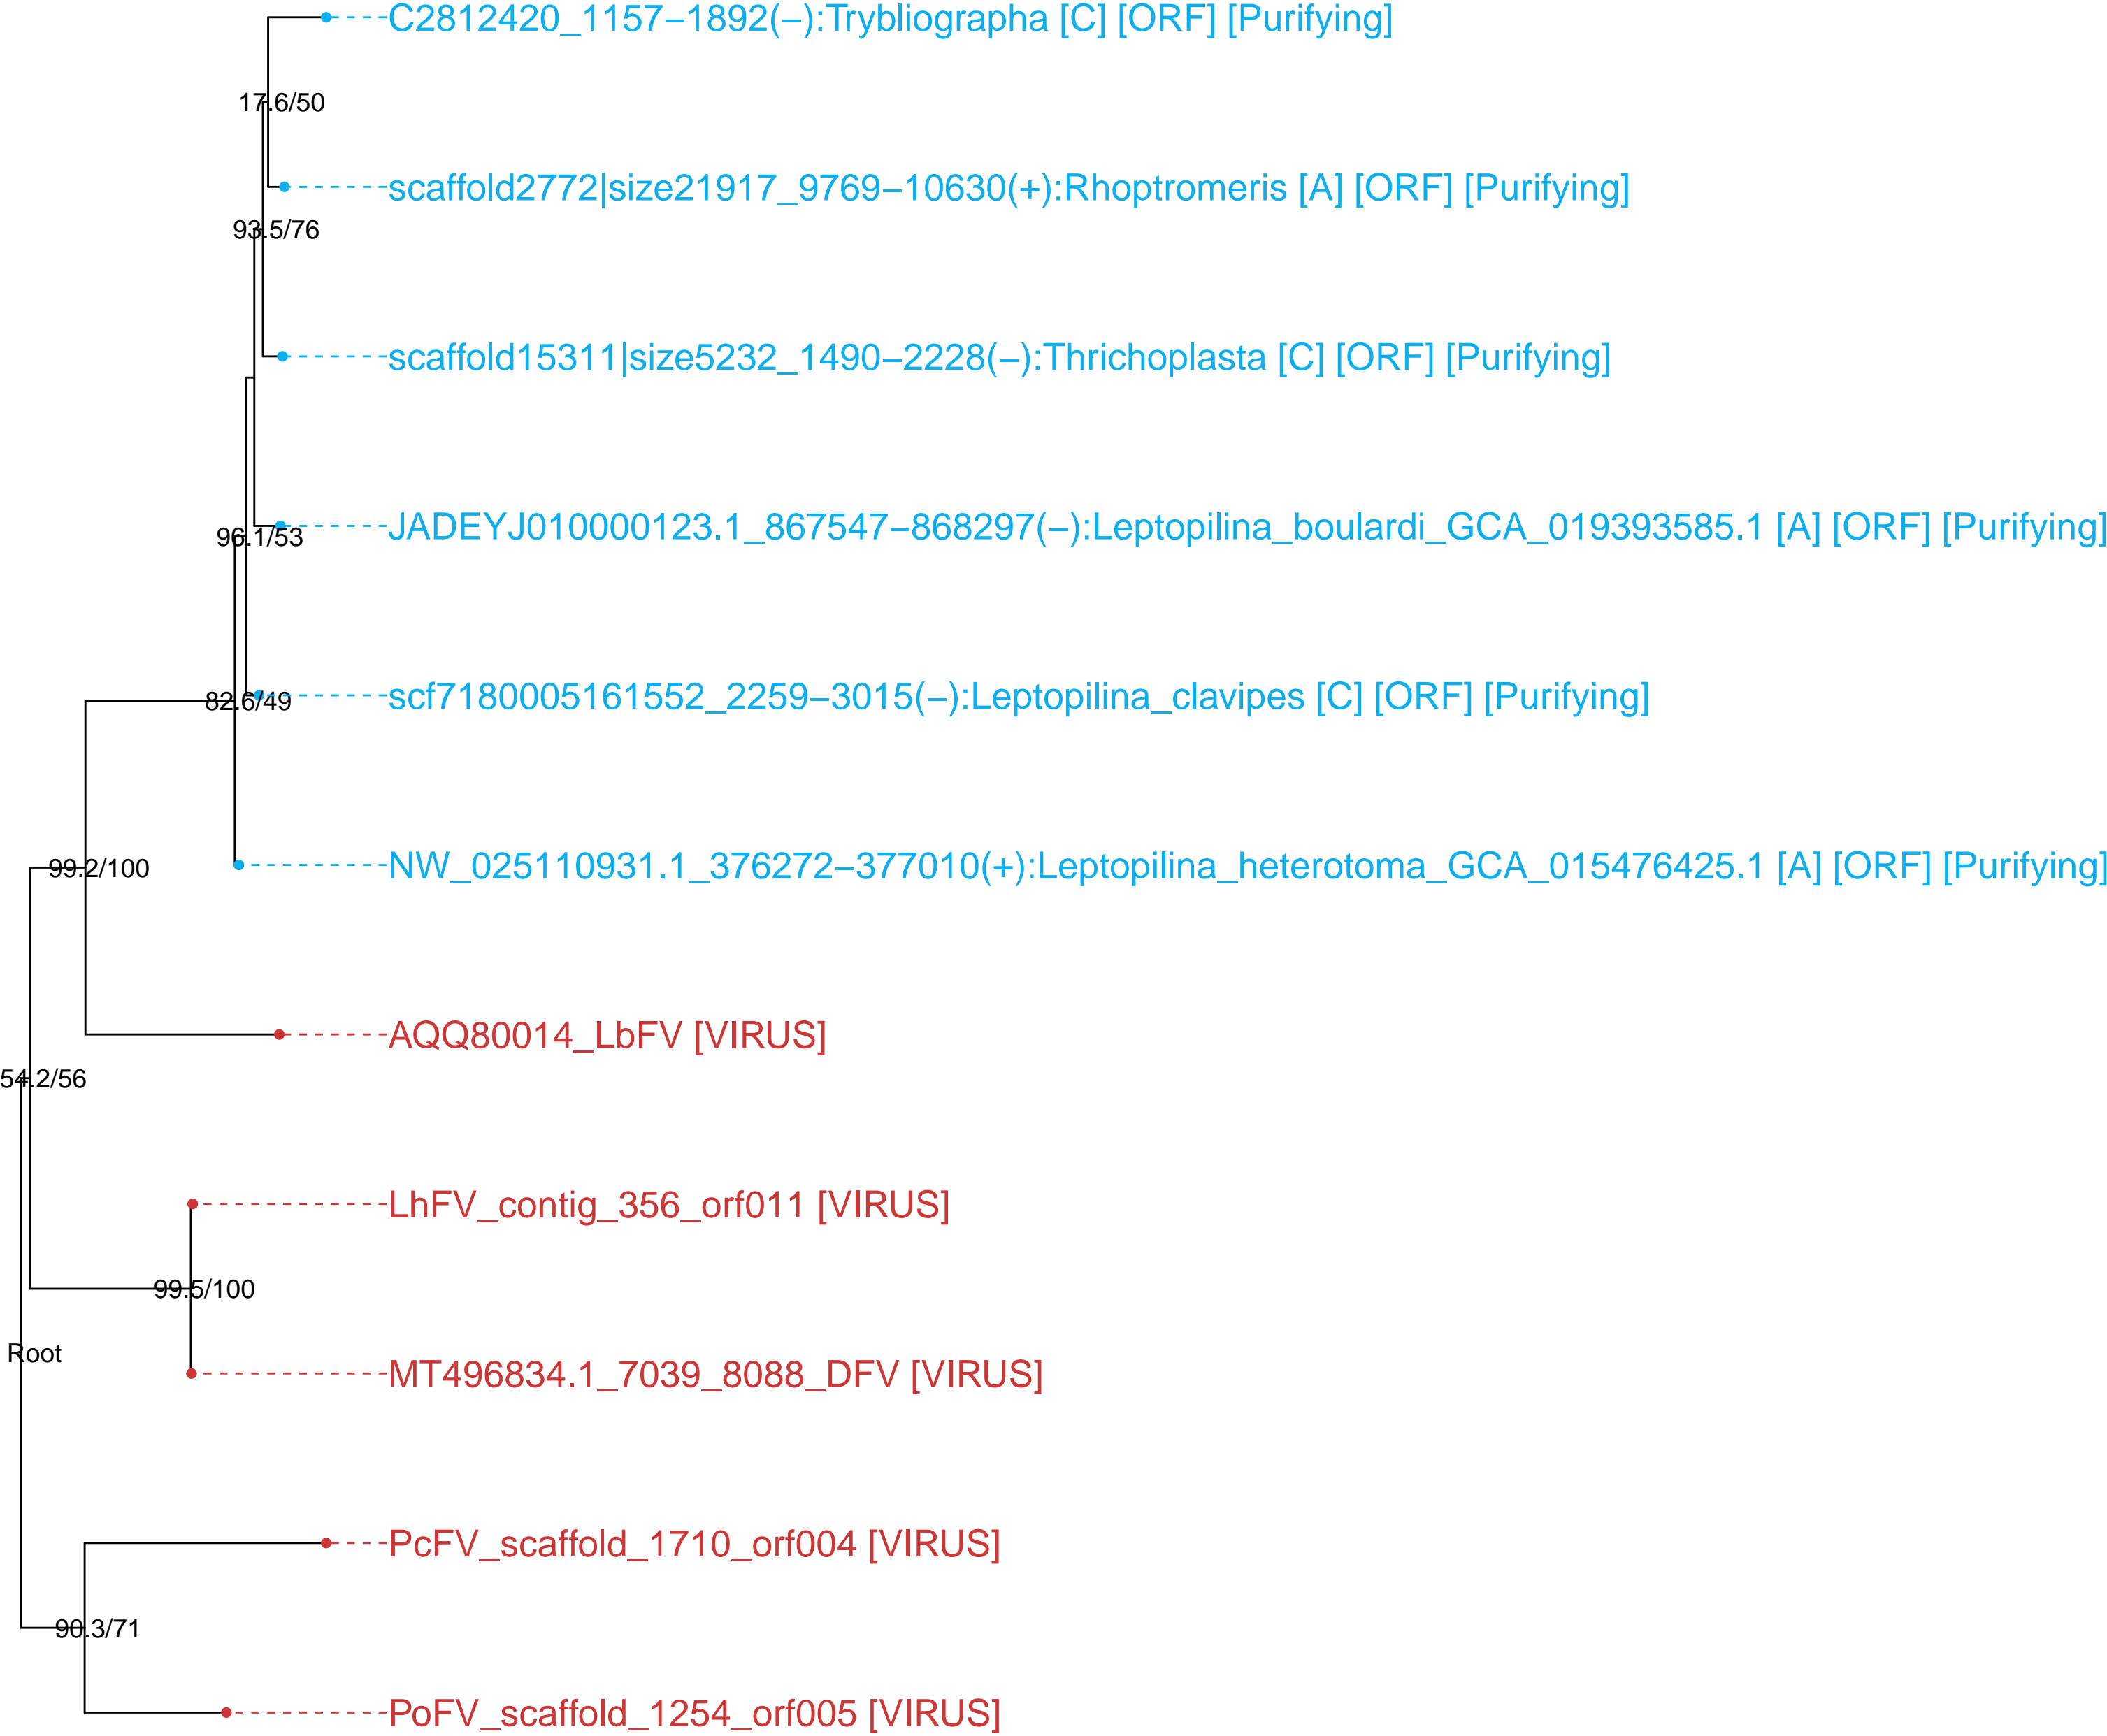 C2812420_1157−1892(−):Trybliographa [C] [ORF] [Purifying]
17.6/50
scaffold2772|size21917_9769−10630(+):Rhoptromeris [A] [ORF] [Purifying]
93.5/76
scaffold15311|size5232_1490−2228(−):Thrichoplasta [C] [ORF] [Purifying]
JADEYJ010000123.1_867547−868297(−):Leptopilina_boulardi_GCA_019393585.1 [A] [ORF] [Purifying]
96.1/53
scf7180005161552_2259−3015(−):Leptopilina_clavipes [C] [ORF] [Purifying]
82.6/49
NW_025110931.1_376272−377010(+):Leptopilina_heterotoma_GCA_015476425.1 [A] [ORF] [Purifying]
99.2/100
AQQ80014_LbFV [VIRUS]
54.2/56
LhFV_contig_356_orf011 [VIRUS]
99.5/100
Root
MT496834.1_7039_8088_DFV [VIRUS]
PcFV_scaffold_1710_orf004 [VIRUS]
90.3/71
PoFV_scaffold_1254_orf005 [VIRUS]